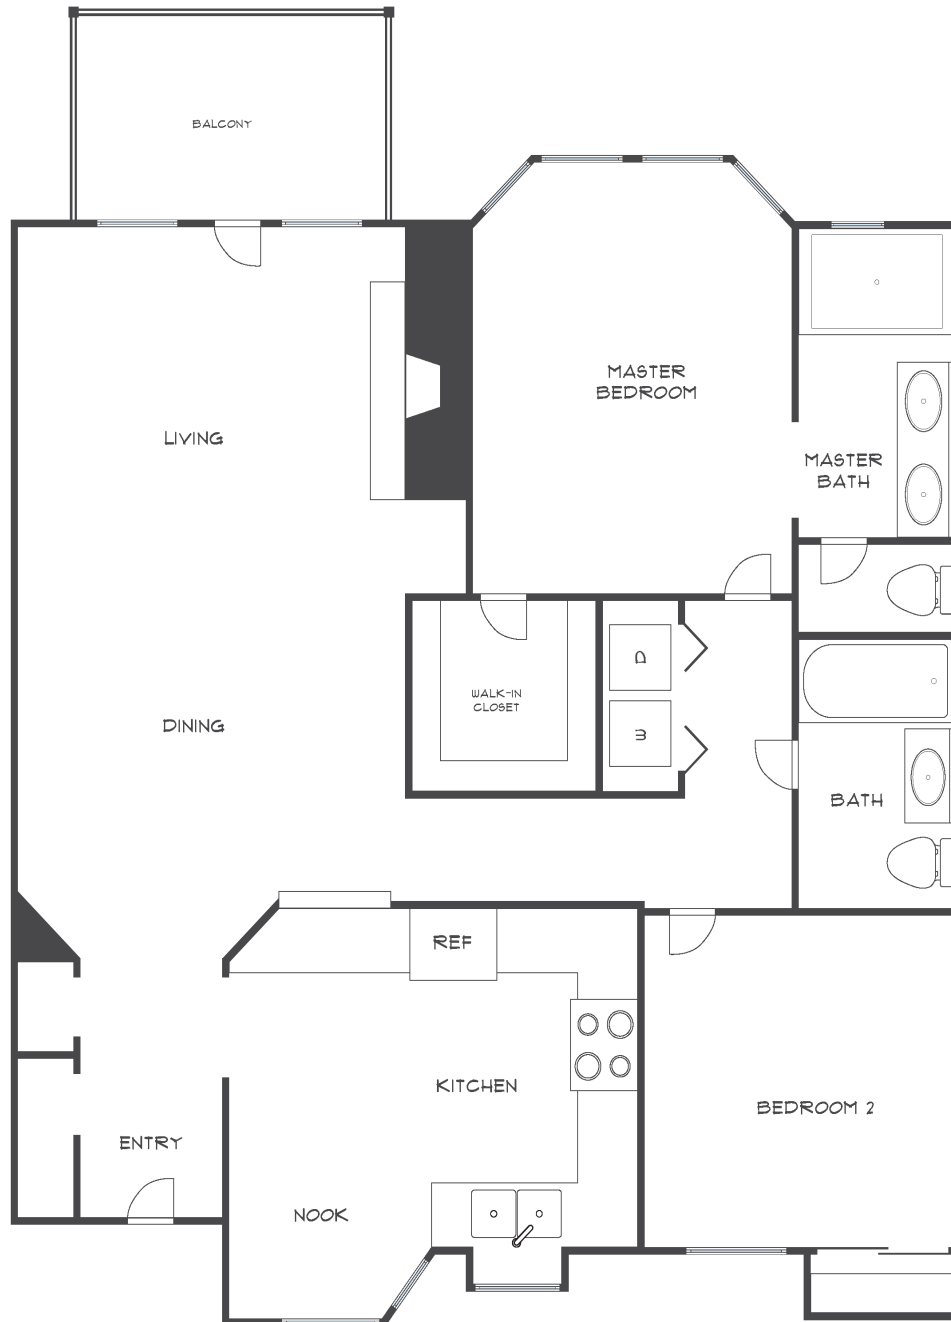 BALCONY
MASTER
BEDROOM
LIVING
MASTER
BATH
D
WALK-IN
CLOSET
DINING
W
BATH
REF
KITCHEN
BEDROOM 2
ENTRY
NOOK